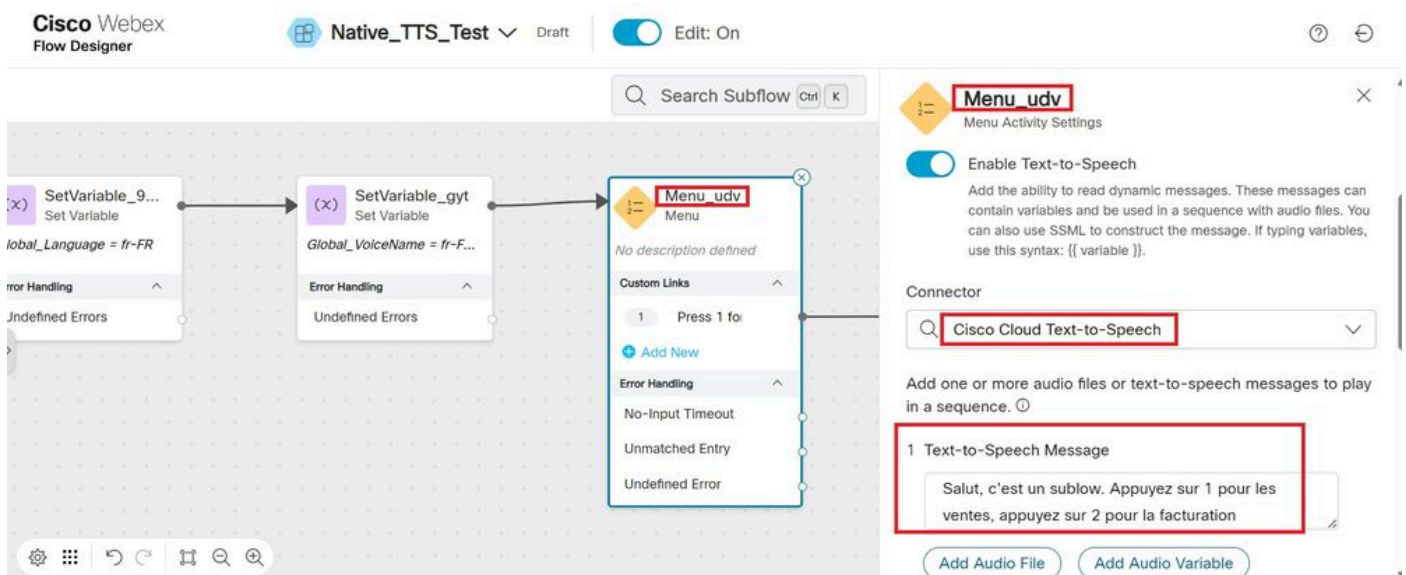 Cisco Webex
Flow Designer
Native_TTS_Test
Draft
Edit: On
Search Subflow Ctrl K
SetVariable_9...
Set Variable
lobal_Language = fr-FR
rror Handling
Undefined Errors
SetVariable_gyt
Set Variable
Global_VoiceName = fr-F...
Error Handling
Undefined Errors
Menu_udv
Menu
No description defined
Custom Links
1 Press 1 fo
Add New
Error Handling
No-Input Timeout
Unmatched Entry
Undefined Error
Menu_udv
Menu Activity Settings
Enable Text-to-Speech
Add the ability to read dynamic messages. These messages can
contain variables and be used in a sequence with audio files. You
can also use SSML to construct the message. If typing variables,
use this syntax: {{ variable }}.
Connector
Cisco Cloud Text-to-Speech
Add one or more audio files or text-to-speech messages to play
in a sequence.
1 Text-to-Speech Message
Salut, c'est un sublow. Appuyez sur 1 pour les
ventes, appuyez sur 2 pour la facturation
Add Audio File
Add Audio Variable